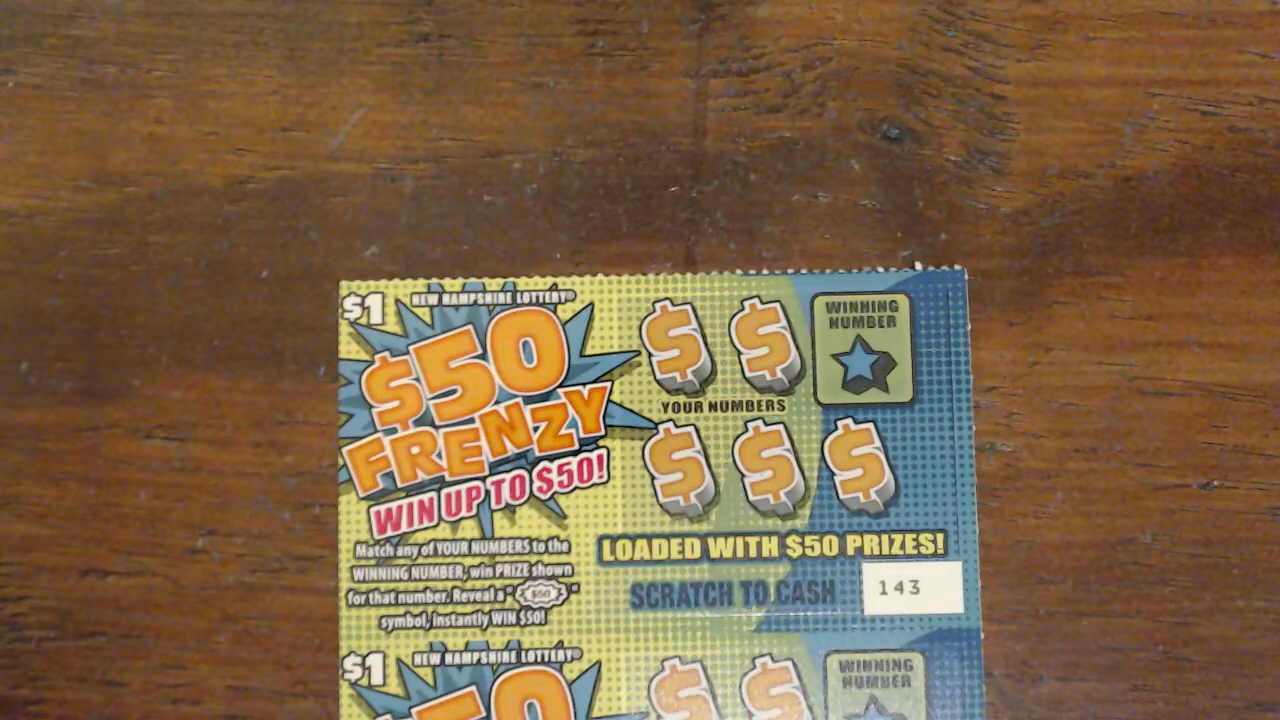 $1 NEW HAMPSHIRE LOTTERY®
$50
FRENZY
WIN UP TO $50!
Match any of YOUR NUMBERS to the
WINNING NUMBER, win PRIZE shown
for that number. Reveal a "$50"
symbol, instantly WIN $50!
$ $
WINNING
NUMBER
YOUR NUMBERS
$ $ $
LOADED WITH $50 PRIZES!
SCRATCH TO CASH 143
$1 NEW HAMPSHIRE LOTTERY®
$50
$ $
WINNING
NUMBER